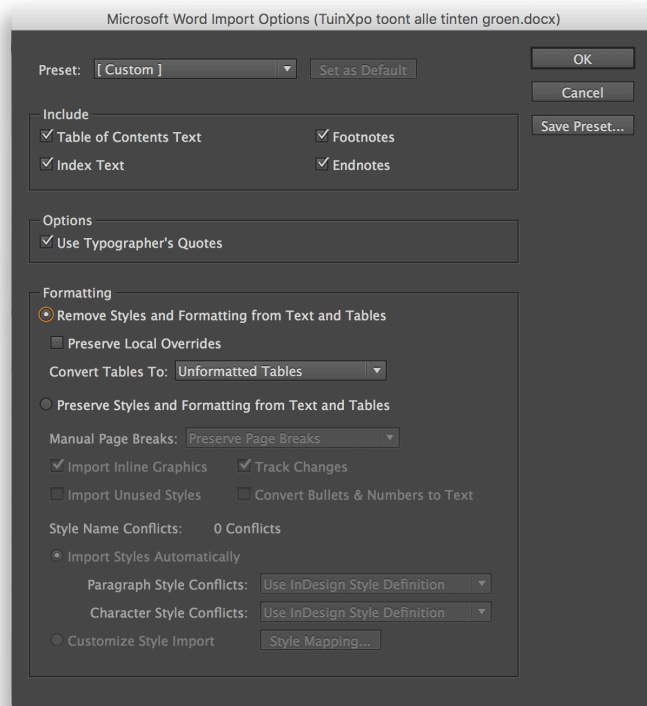 Microsoft Word Import Options (TuinXpo toont alle tinten groen.docx)
Preset: [ Custom ] Set as Default
OK
Cancel
Save Preset...
Include
Table of Contents Text Footnotes
Index Text Endnotes
Options
Use Typographer's Quotes
Formatting
Remove Styles and Formatting from Text and Tables
Preserve Local Overrides
Convert Tables To: Unformatted Tables
Preserve Styles and Formatting from Text and Tables
Manual Page Breaks: Preserve Page Breaks
Import Inline Graphics Track Changes
Import Unused Styles Convert Bullets & Numbers to Text
Style Name Conflicts: 0 Conflicts
Import Styles Automatically
Paragraph Style Conflicts: Use InDesign Style Definition
Character Style Conflicts: Use InDesign Style Definition
Customize Style Import Style Mapping...